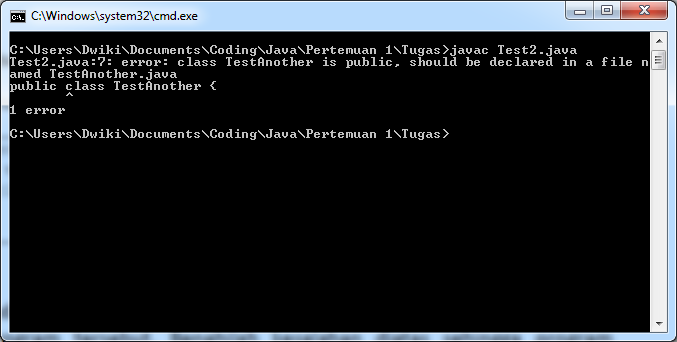 C:\Windows\system32\cmd.exe
C:\Users\Dwiki\Documents\Coding\Java\Pertemuan 1\Tugas>javac Test2.java
Test2.java:7: error: class TestAnother is public, should be declared in a file n
amed TestAnother.java
public class TestAnother {
^
1 error
C:\Users\Dwiki\Documents\Coding\Java\Pertemuan 1\Tugas>